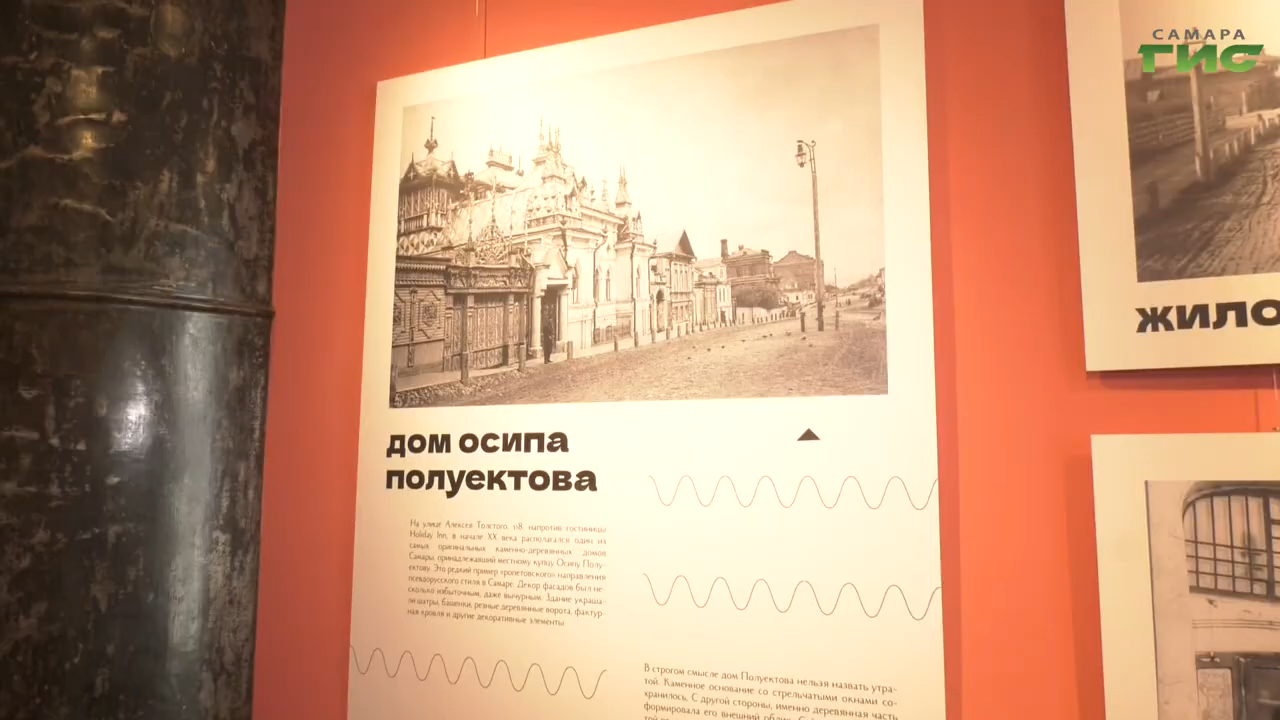 САМАРА
ГИС
дом осипа
полуектова
На улице Алексея Толстого, 118, напротив гостиницы
Holiday Inn, в начале XX века располагался один из
самых оригинальных каменно-деревянных домов
Самары, принадлежавший местному купцу Осипу Полу-
ектову. Это редкий пример «ропетовского» направления
псевдорусского стиля в Самаре. Декор фасадов был не-
сколько избыточным, даже вычурным. Здание украша-
ли шатры, башенки, резные деревянные ворота, фактур-
ная кровля и другие декоративные элементы.
В строгом смысле дом Полуектова нельзя назвать утра-
той. Каменное основание со стрельчатыми окнами со-
хранилось. С другой стороны, именно деревянная часть
формировала его внешний облик.
жило